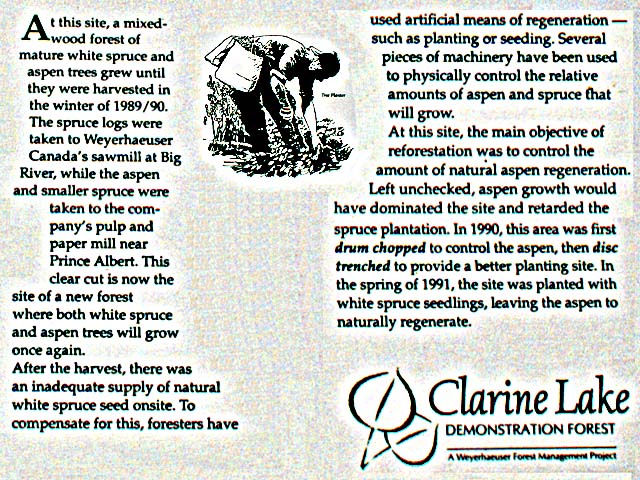 At this site, a mixed-
wood forest of
mature white spruce and
aspen trees grew until
they were harvested in
the winter of 1989/90.
The spruce logs were
taken to Weyerhaeuser
Canada's sawmill at Big
River, while the aspen
and smaller spruce were
taken to the com-
pany's pulp and
paper mill near
Prince Albert. This
clear cut is now the
site of a new forest
where both white spruce
and aspen trees will grow
once again.
After the harvest, there was
an inadequate supply of natural
white spruce seed onsite. To
compensate for this, foresters have
Tree Planter
used artificial means of regeneration —
such as planting or seeding. Several
pieces of machinery have been used
to physically control the relative
amounts of aspen and spruce that
will grow.
At this site, the main objective of
reforestation was to control the
amount of natural aspen regeneration.
Left unchecked, aspen growth would
have dominated the site and retarded the
spruce plantation. In 1990, this area was first
drum chopped to control the aspen, then disc
trenched to provide a better planting site. In
the spring of 1991, the site was planted with
white spruce seedlings, leaving the aspen to
naturally regenerate.
Clarine Lake
DEMONSTRATION FOREST
A Weyerhaeuser Forest Management Project